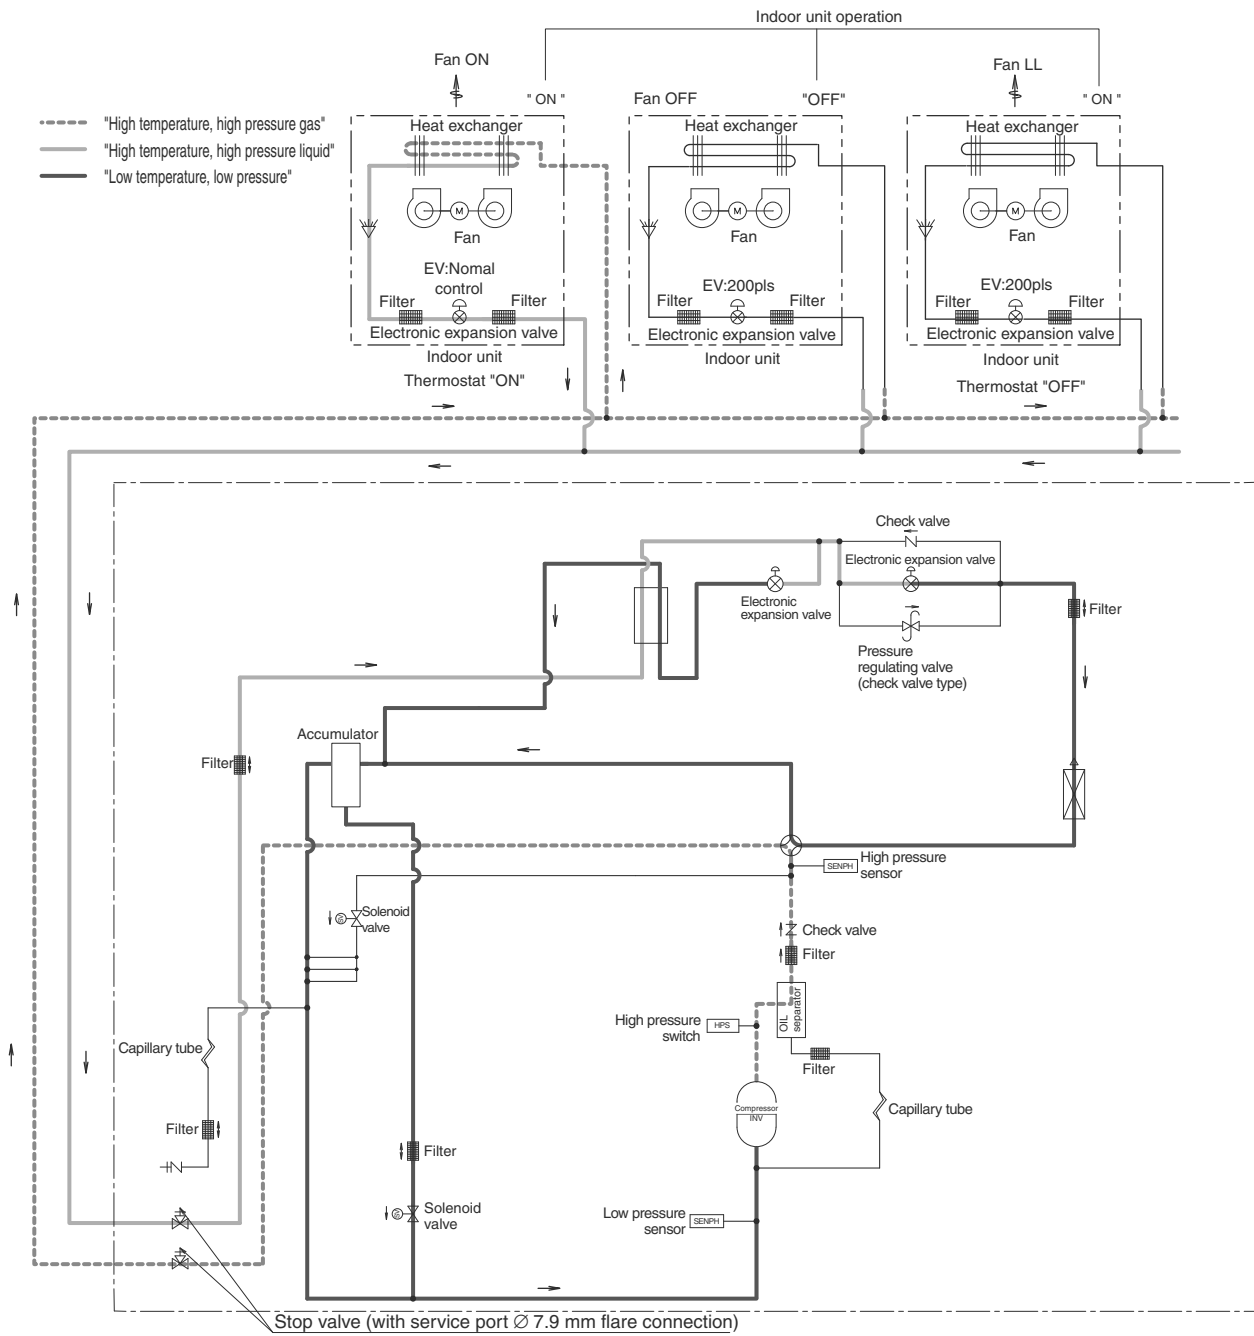 Indoor unit operation
Fan ON
" ON "
Fan OFF
"OFF"
Fan LL
" ON "
"High temperature, high pressure gas"
"High temperature, high pressure liquid"
"Low temperature, low pressure"
Heat exchanger
M
Fan
EV:Nomal
control
Filter
Filter
Electronic expansion valve
Indoor unit
Thermostat "ON"
Heat exchanger
M
Fan
EV:200pls
Filter
Filter
Electronic expansion valve
Indoor unit
Heat exchanger
M
Fan
EV:200pls
Filter
Filter
Electronic expansion valve
Indoor unit
Thermostat "OFF"
Check valve
Electronic expansion valve
Electronic
expansion valve
Filter
Pressure
regulating valve
(check valve type)
Accumulator
Filter
SENPH
High pressure
sensor
SV
Solenoid
valve
Check valve
Filter
OIL
separator
High pressure
switch
HPS
Filter
Capillary tube
Compressor
INV
Capillary tube
Filter
Filter
SV
Solenoid
valve
Low pressure
sensor
SENPH
Stop valve (with service port ∅ 7.9 mm flare connection)